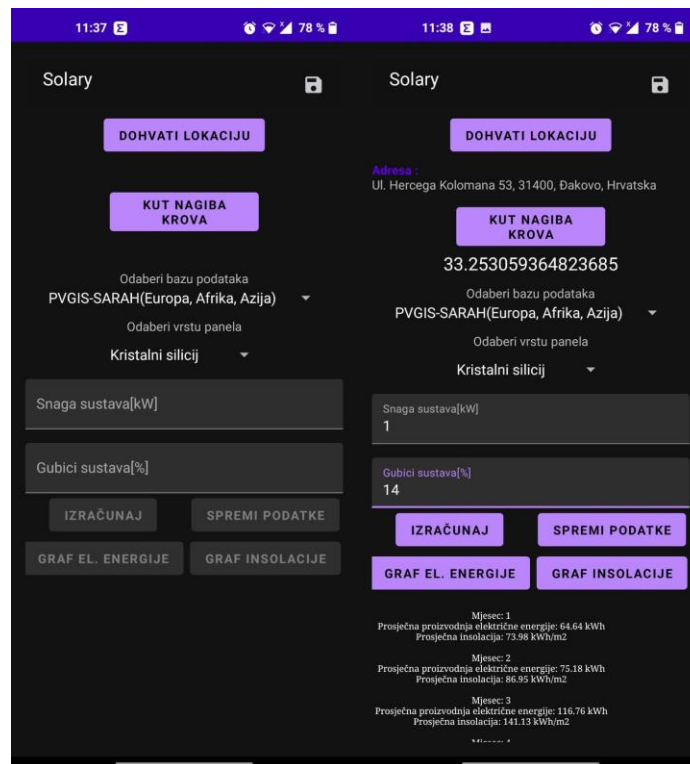 11:37 Σ
78 %
Solary
DOHVATI LOKACIJU
KUT NAGIBA
KROVA
Odaberi bazu podataka
PVGIS-SARAH(Europa, Afrika, Azija)
Odaberi vrstu panela
Kristalni silicij
Snaga sustava[kW]
Gubici sustava[%]
IZRAČUNAJ
SPREMI PODATKE
GRAF EL. ENERGIJE
GRAF INSOLACIJE
11:38 Σ
78 %
Solary
DOHVATI LOKACIJU
Adresa :
Ul. Hercega Kolomana 53, 31400, Đakovo, Hrvatska
KUT NAGIBA
KROVA
33.253059364823685
Odaberi bazu podataka
PVGIS-SARAH(Europa, Afrika, Azija)
Odaberi vrstu panela
Kristalni silicij
Snaga sustava[kW]
1
Gubici sustava[%]
14
IZRAČUNAJ
SPREMI PODATKE
GRAF EL. ENERGIJE
GRAF INSOLACIJE
Mjesec: 1
Prosječna proizvodnja električne energije: 64.64 kWh
Prosječna insolacija: 73.98 kWh/m2
Mjesec: 2
Prosječna proizvodnja električne energije: 75.18 kWh
Prosječna insolacija: 86.95 kWh/m2
Mjesec: 3
Prosječna proizvodnja električne energije: 116.76 kWh
Prosječna insolacija: 141.13 kWh/m2